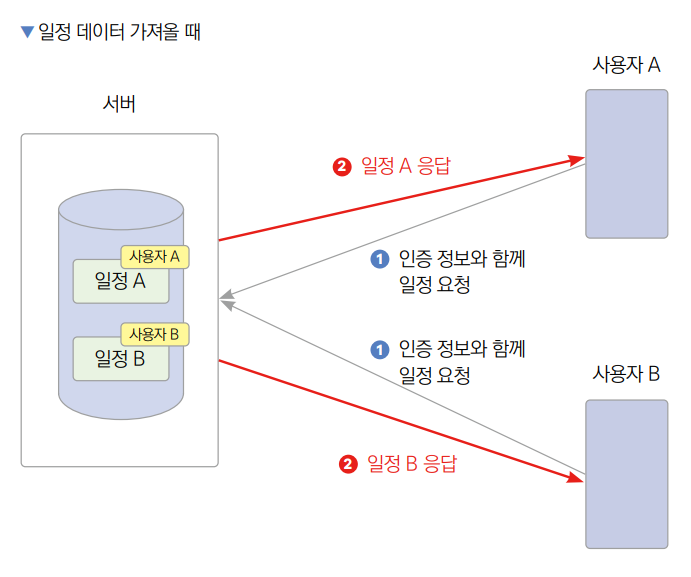 ▼일정 데이터 가져올 때
사용자 A
서버
2 일정 A 응답
1 인증 정보와 함께
일정 요청
사용자 A
일정 A
사용자 B
일정 B
1 인증 정보와 함께
일정 요청
사용자 B
2 일정 B 응답